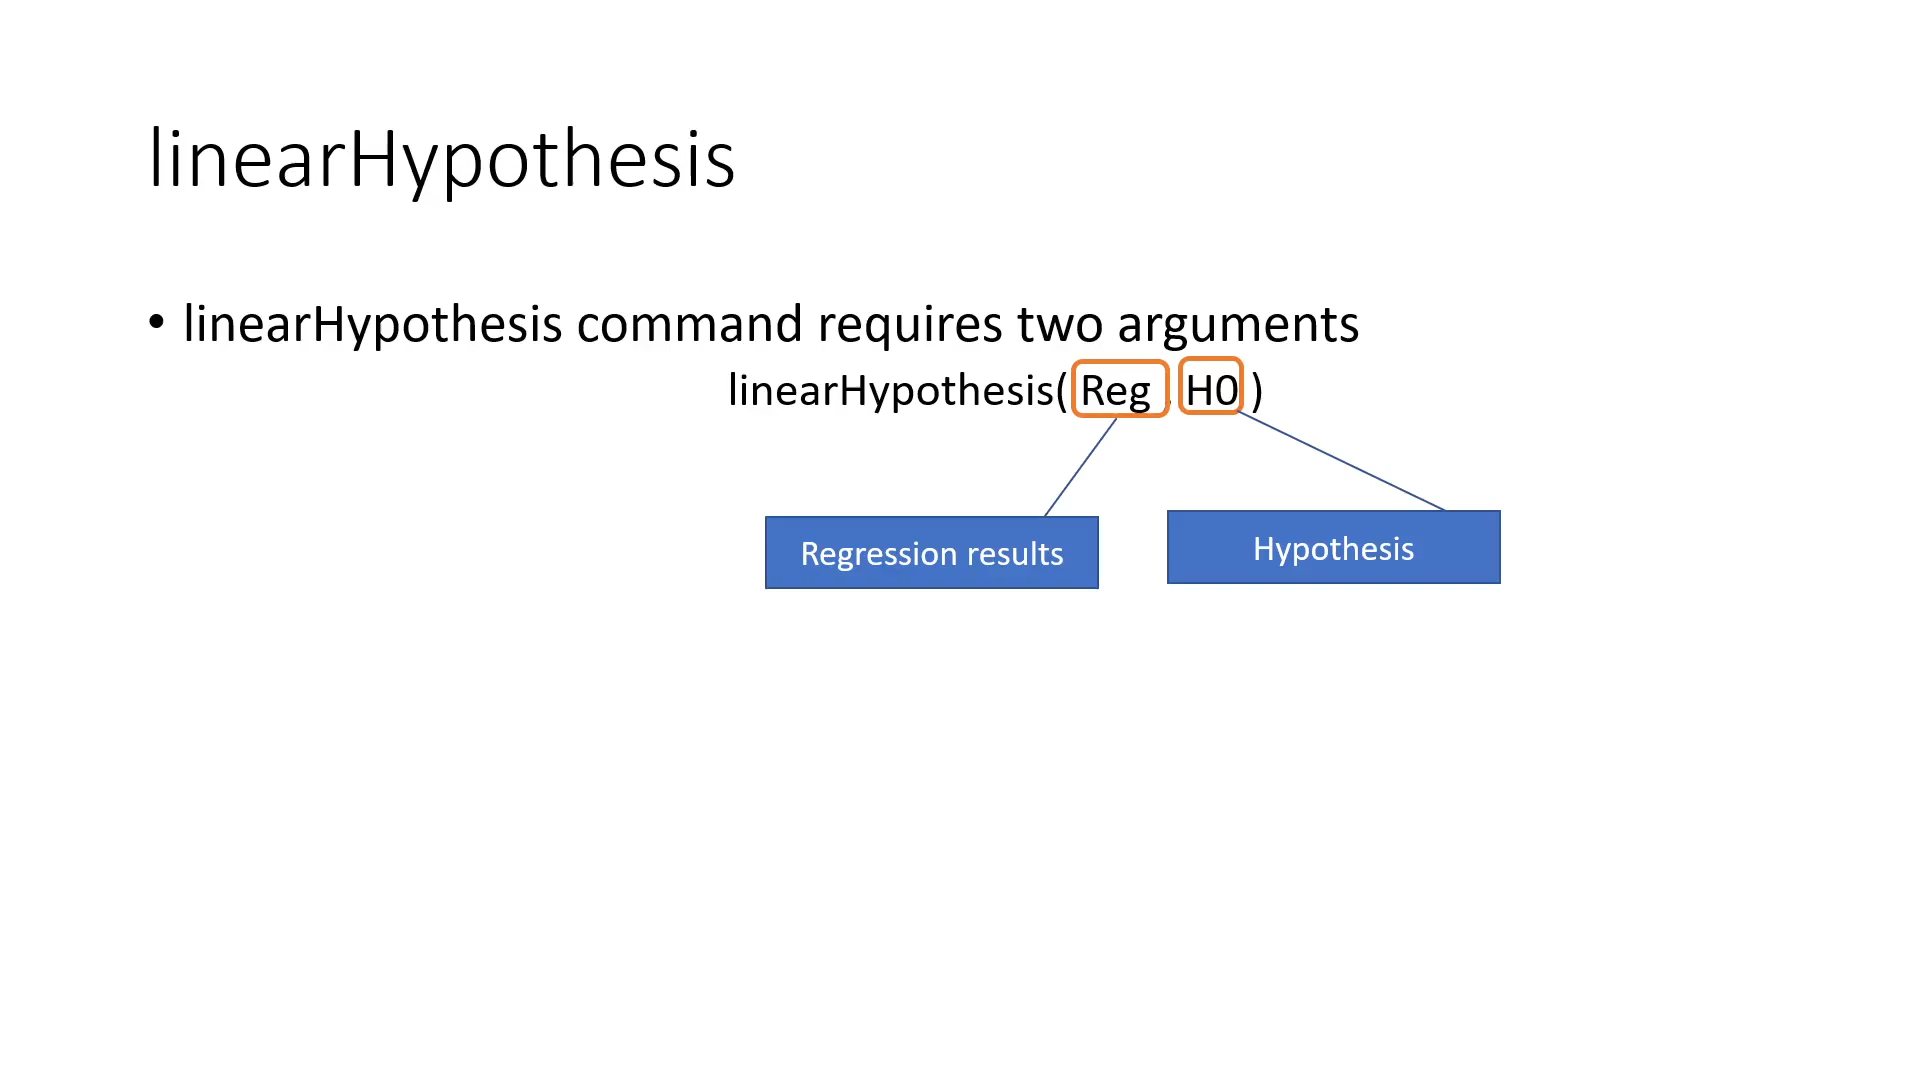 linearHypothesis
• linearHypothesis command requires two arguments
linearHypothesis( Reg , H0 )
Regression results
Hypothesis